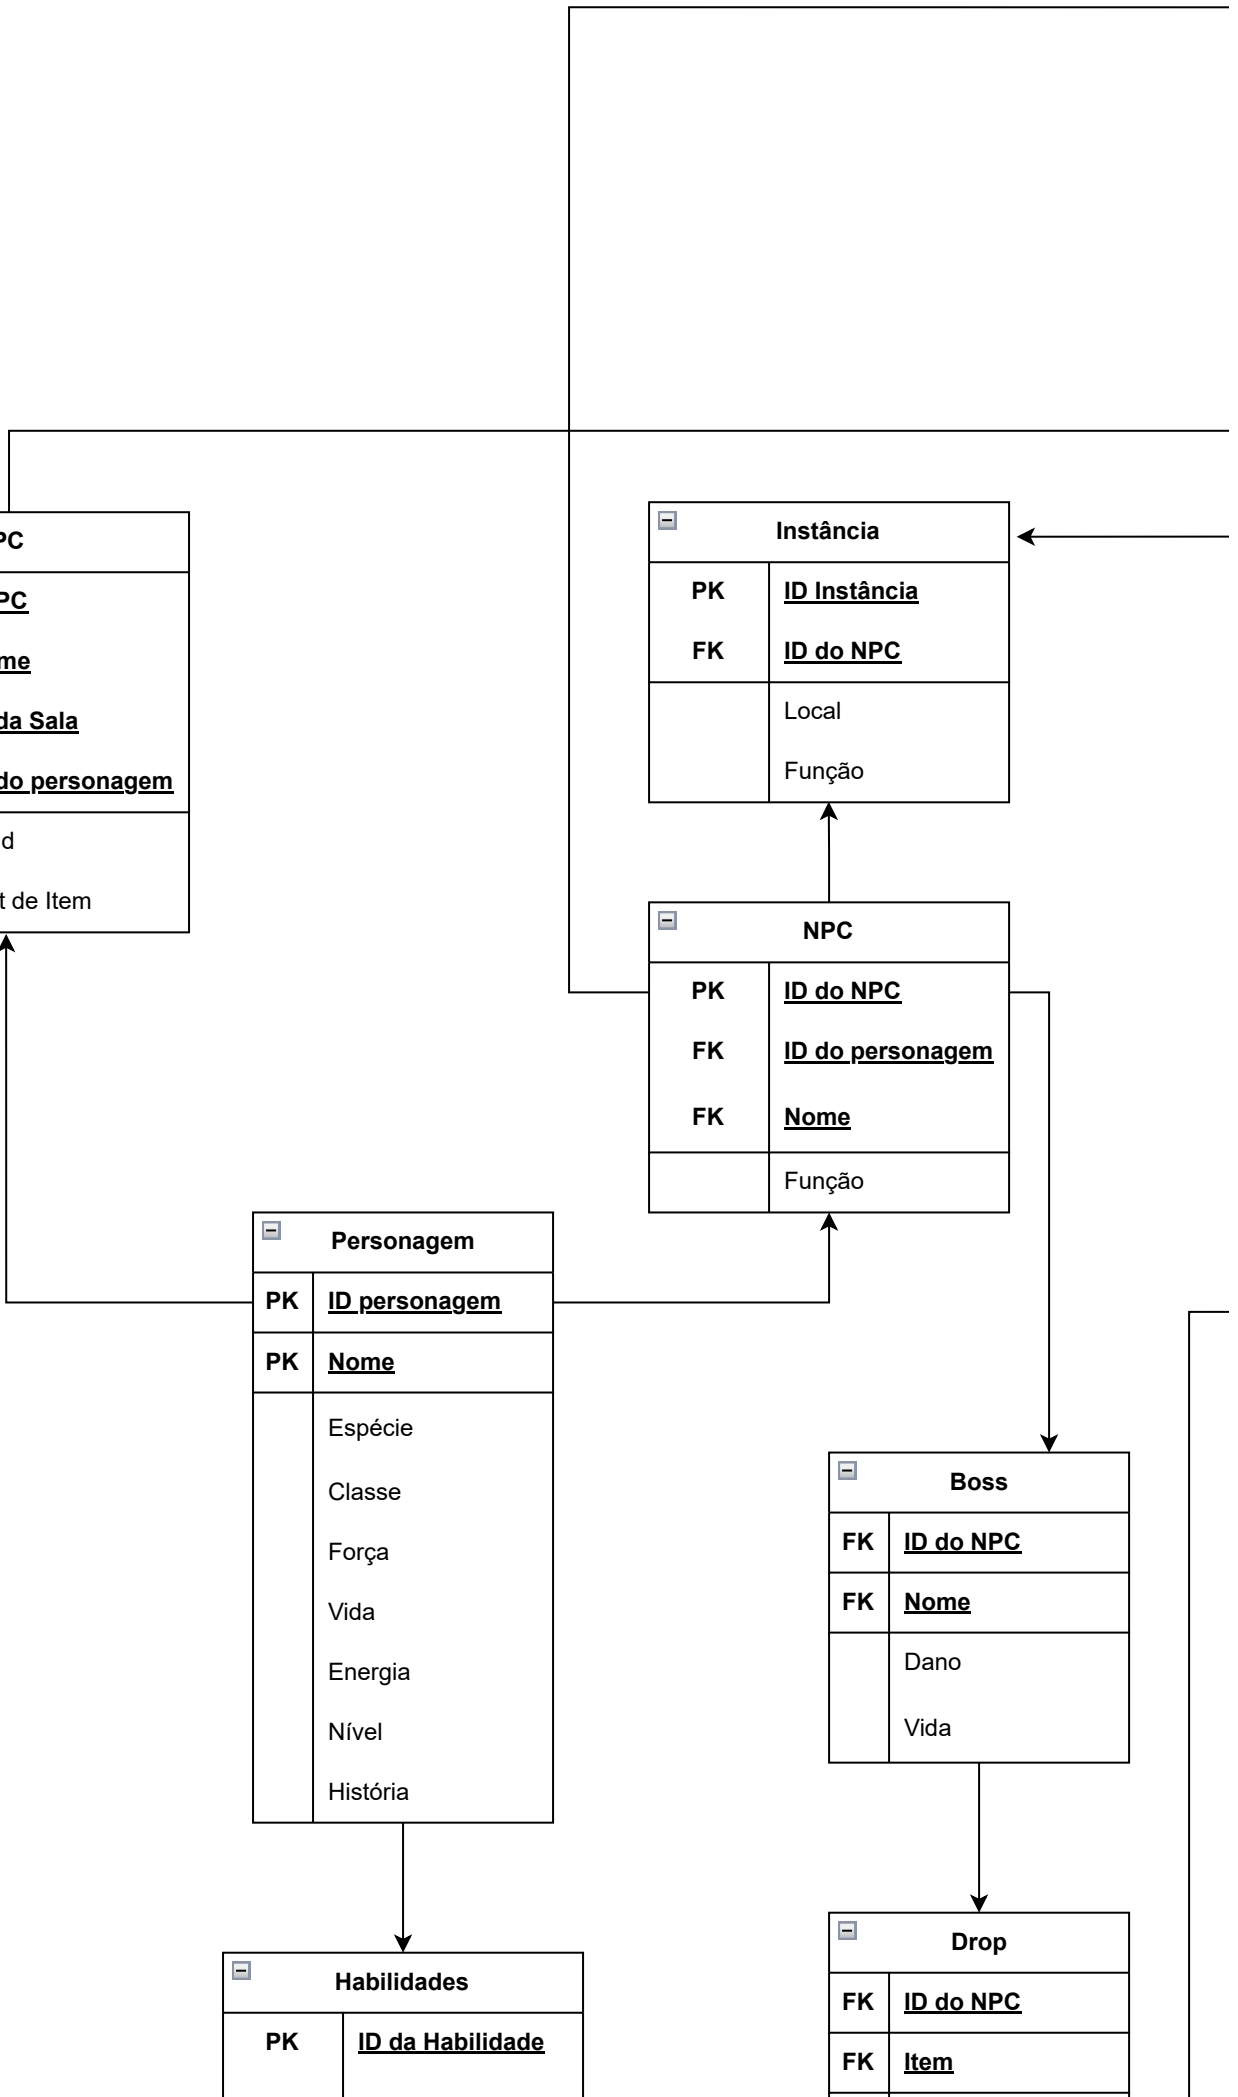 PC
PC
me
da Sala
do personagem
d
t de Item
Instância
PK ID Instância
FK ID do NPC
Local
Função
NPC
PK ID do NPC
FK ID do personagem
FK Nome
Função
Personagem
PK ID personagem
PK Nome
Espécie
Classe
Força
Vida
Energia
Nível
História
Boss
FK ID do NPC
FK Nome
Dano
Vida
Habilidades
PK ID da Habilidade
Drop
FK ID do NPC
FK Item